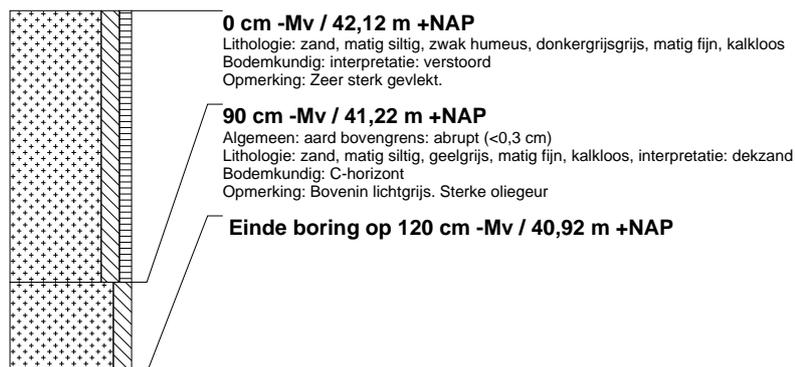 0 cm -Mv / 42,12 m +NAP
Lithologie: zand, matig siltig, zwak humeus, donkergrijsgrijs, matig fijn, kalkloos
Bodemkundig: interpretatie: verstoord
Opmerking: Zeer sterk gevlekt.
90 cm -Mv / 41,22 m +NAP
Algemeen: aard bovengrens: abrupt (<0,3 cm)
Lithologie: zand, matig siltig, geelgrijs, matig fijn, kalkloos, interpretatie: dekzand
Bodemkundig: C-horizont
Opmerking: Bovenin lichtgrijs. Sterke oliegeur
Einde boring op 120 cm -Mv / 40,92 m +NAP